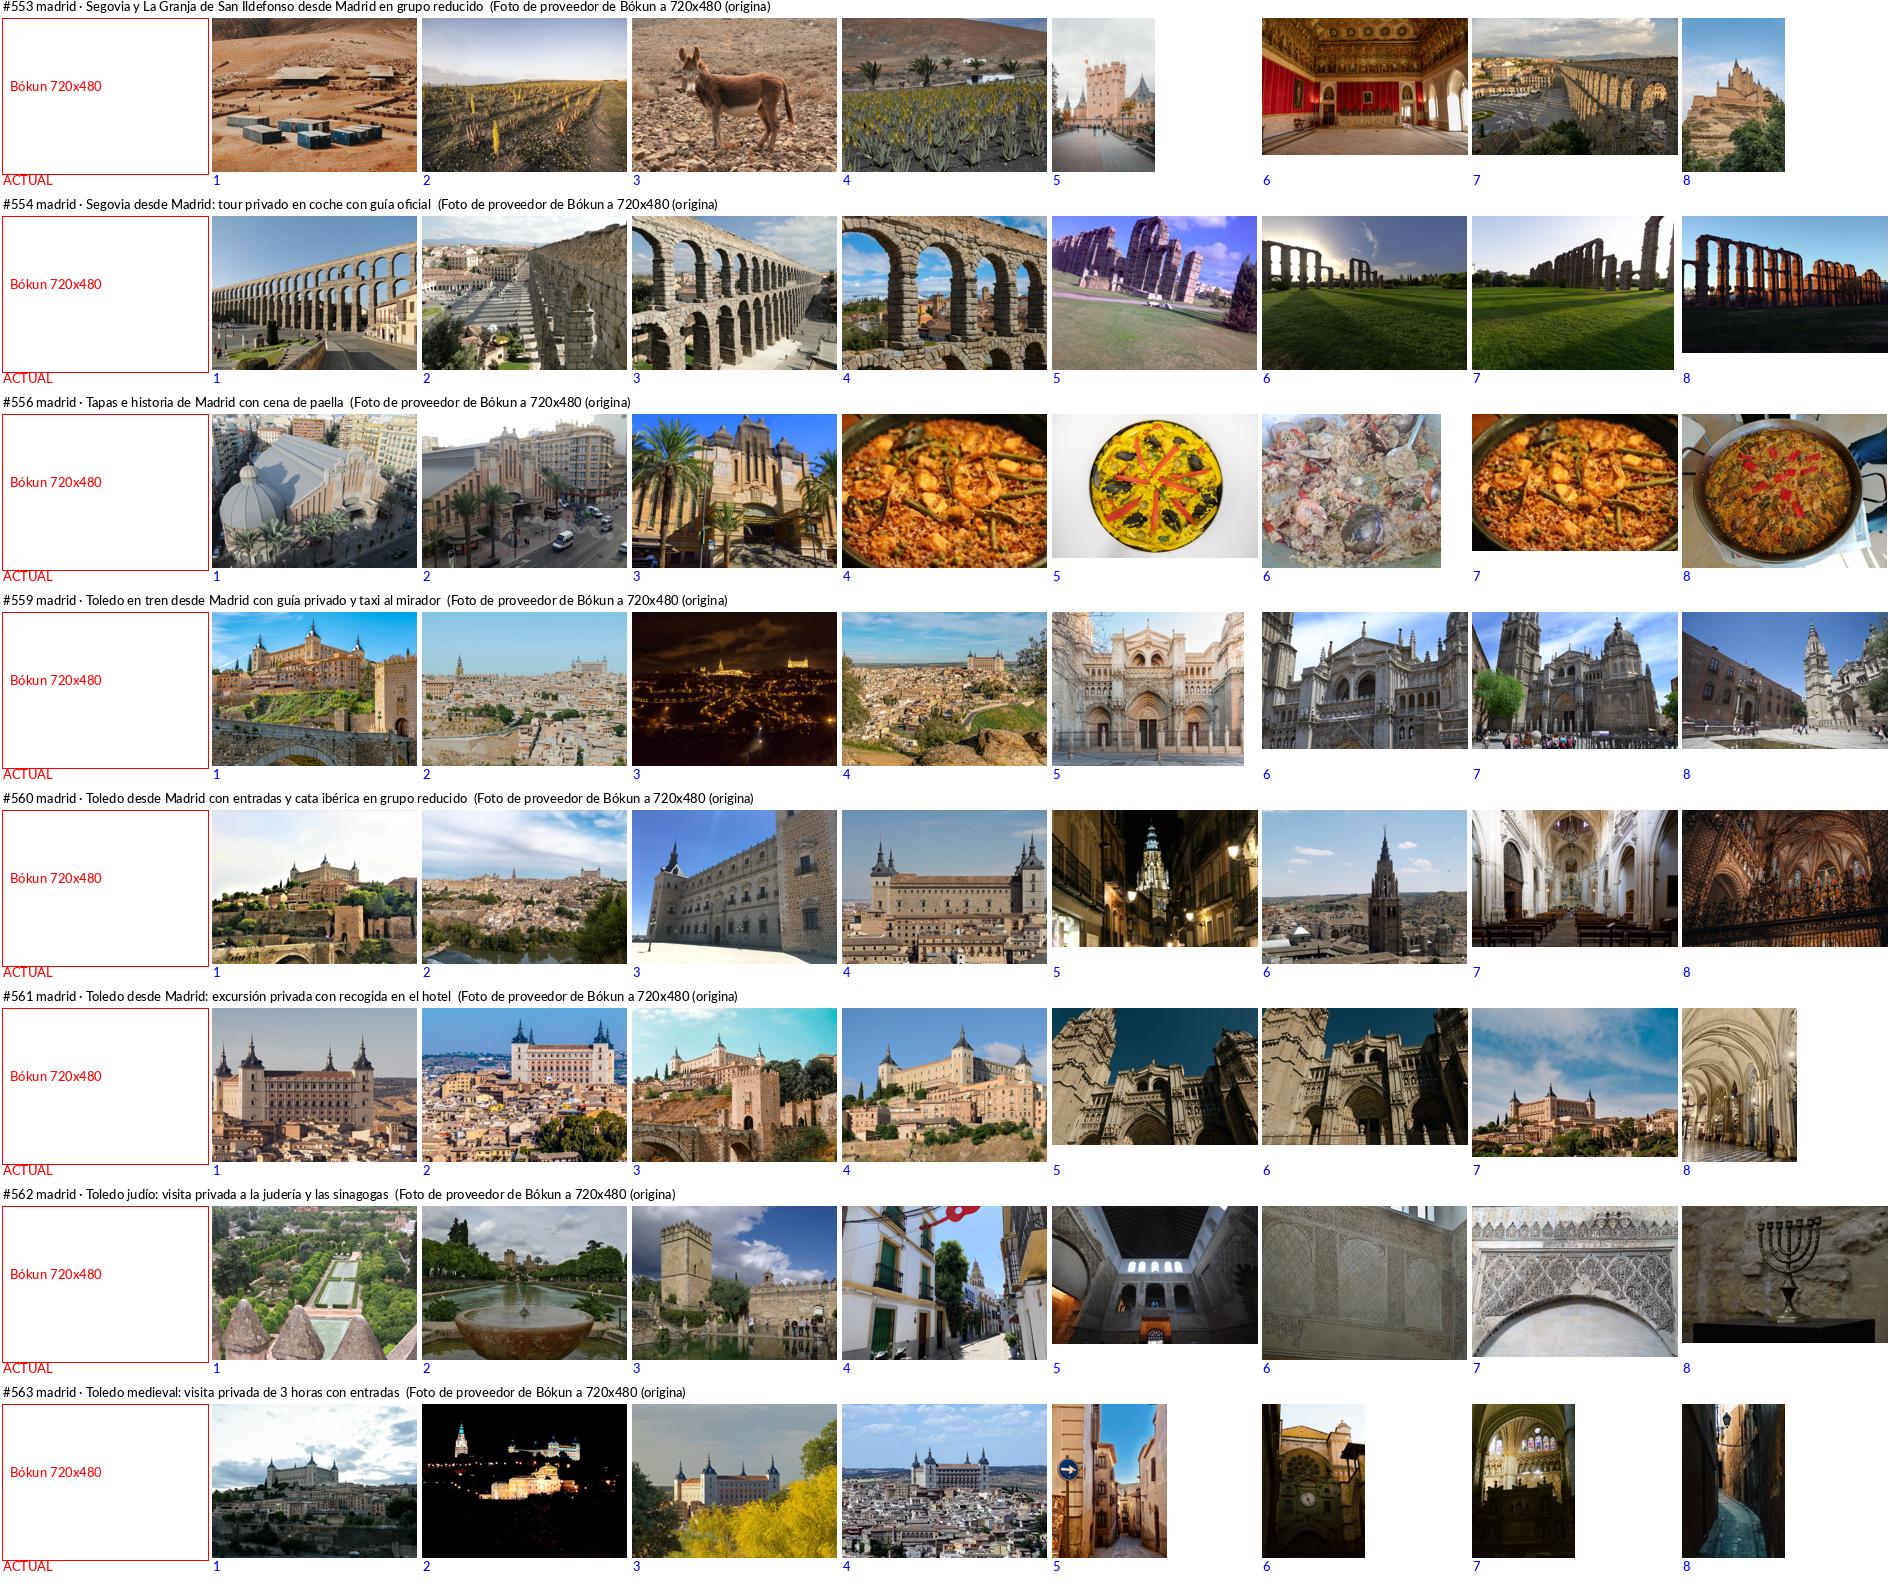 #553 madrid · Segovia y La Granja de San Ildefonso desde Madrid en grupo reducido (Foto de proveedor de Bókun a 720x480 (origina)
Bókun 720x480
ACTUAL 1 2 3 4 5 6 7 8
#554 madrid · Segovia desde Madrid: tour privado en coche con guía oficial (Foto de proveedor de Bókun a 720x480 (origina)
Bókun 720x480
ACTUAL 1 2 3 4 5 6 7 8
#556 madrid · Tapas e historia de Madrid con cena de paella (Foto de proveedor de Bókun a 720x480 (origina)
Bókun 720x480
ACTUAL 1 2 3 4 5 6 7 8
#559 madrid · Toledo en tren desde Madrid con guía privado y taxi al mirador (Foto de proveedor de Bókun a 720x480 (origina)
Bókun 720x480
ACTUAL 1 2 3 4 5 6 7 8
#560 madrid · Toledo desde Madrid con entradas y cata ibérica en grupo reducido (Foto de proveedor de Bókun a 720x480 (origina)
Bókun 720x480
ACTUAL 1 2 3 4 5 6 7 8
#561 madrid · Toledo desde Madrid: excursión privada con recogida en el hotel (Foto de proveedor de Bókun a 720x480 (origina)
Bókun 720x480
ACTUAL 1 2 3 4 5 6 7 8
#562 madrid · Toledo judío: visita privada a la judería y las sinagogas (Foto de proveedor de Bókun a 720x480 (origina)
Bókun 720x480
ACTUAL 1 2 3 4 5 6 7 8
#563 madrid · Toledo medieval: visita privada de 3 horas con entradas (Foto de proveedor de Bókun a 720x480 (origina)
Bókun 720x480
ACTUAL 1 2 3 4 5 6 7 8